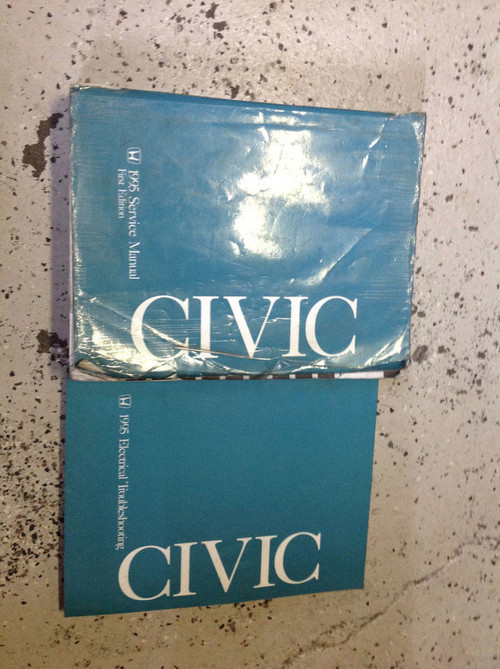 1995 Service Manual
First Edition
CIVIC
1995 Electrical Troubleshooting
CIVIC